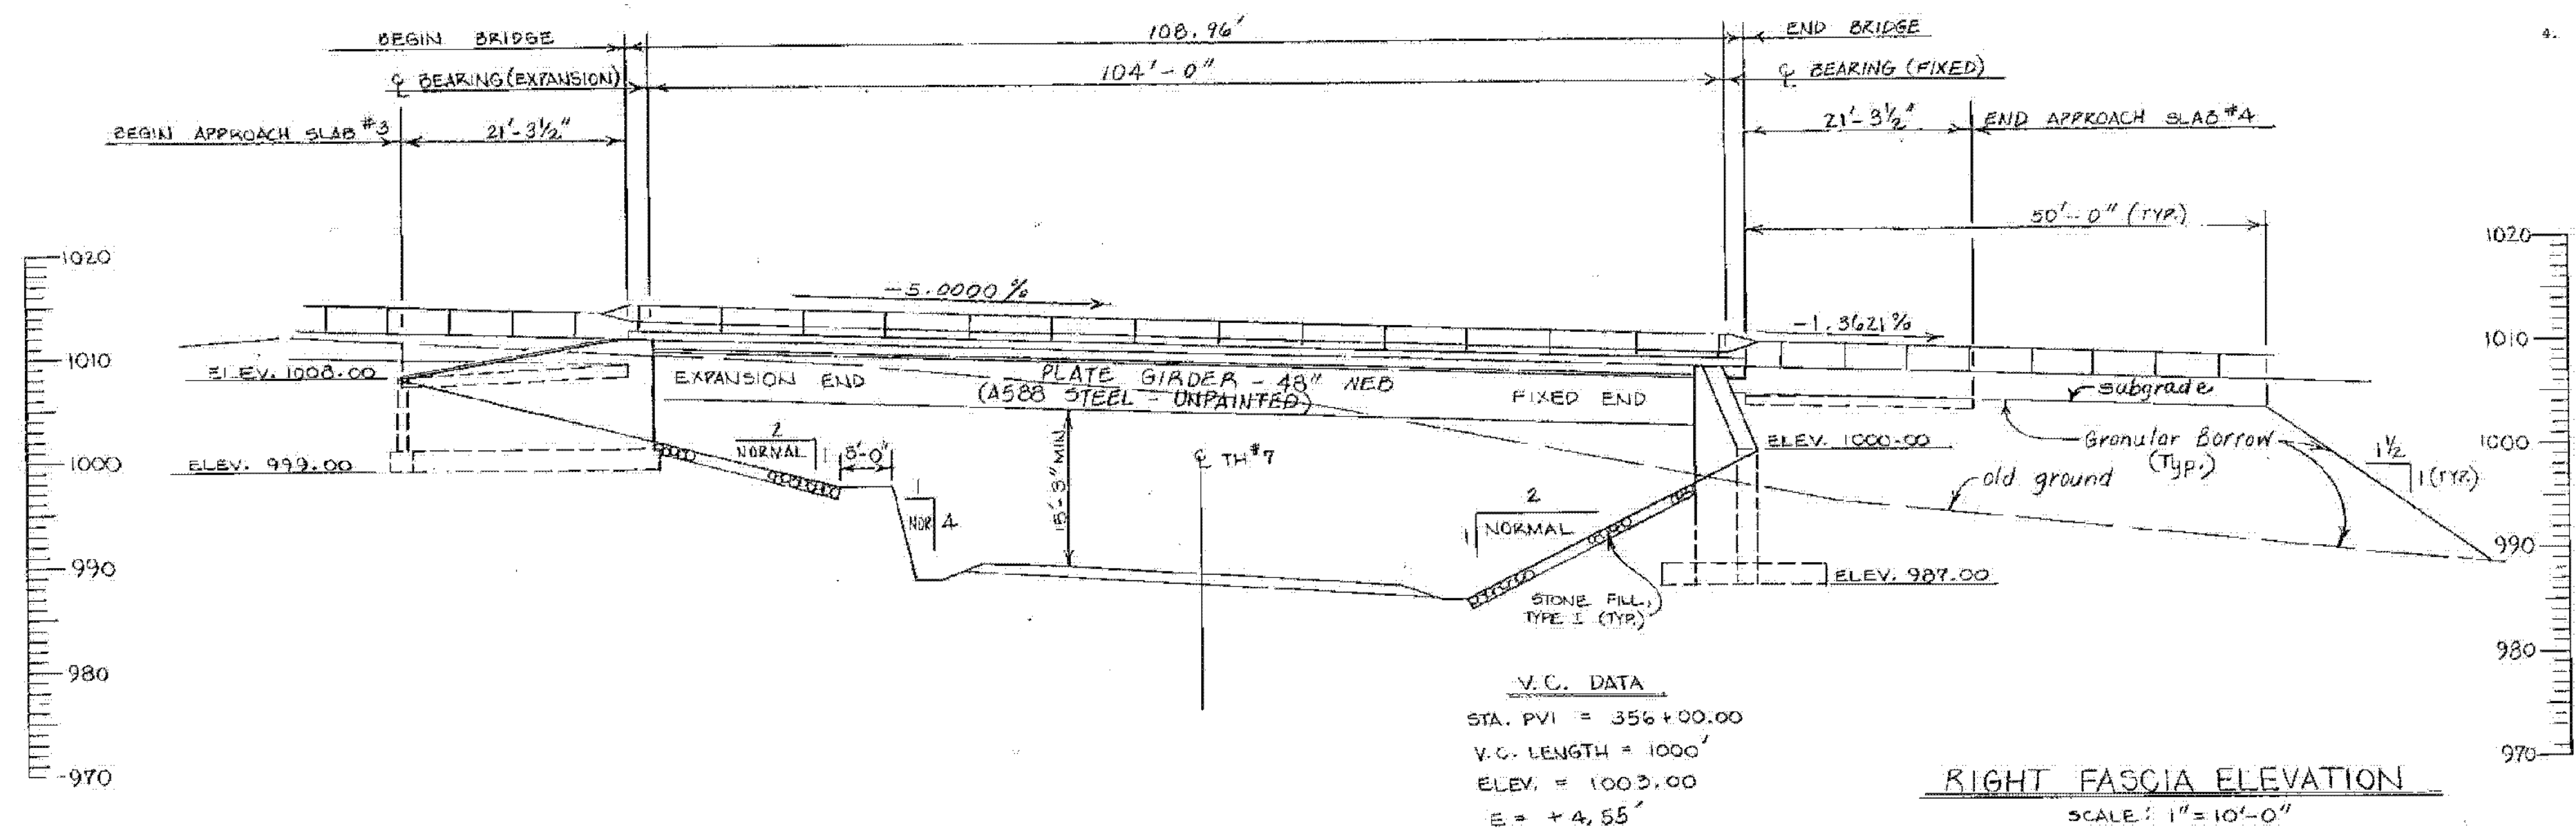 108.96'
BEGIN BRIDGE
END BRIDGE
4.
104'-0"
℄ BEARING (EXPANSION)
℄ BEARING (FIXED)
BEGIN APPROACH SLAB #3
21'-3½"
21'-3½"
END APPROACH SLAB #4
50'-0" (TYP.)
1020
1020
-5.0000 %
-1.3621 %
1010
1010
ELEV. 1008.00
EXPANSION END
PLATE GIRDER - 48" WEB
(A588 STEEL - UNPAINTED)
FIXED END
subgrade
2
NORMAL
1
5'-0"
15'-3" MIN.
℄ TH #7
ELEV. 1000.00
Granular Borrow
(Typ.)
1½
1 (TYP.)
1000
1000
ELEV. 999.00
old ground
1
NOR
4
2
1
NORMAL
990
990
ELEV. 987.00
STONE FILL,
TYPE I (TYP.)
980
980
V.C. DATA
STA. PVI = 356+00.00
V.C. LENGTH = 1000'
ELEV. = 1003.00
E = +4.55'
970
970
RIGHT FASCIA ELEVATION
SCALE: 1" = 10'-0"